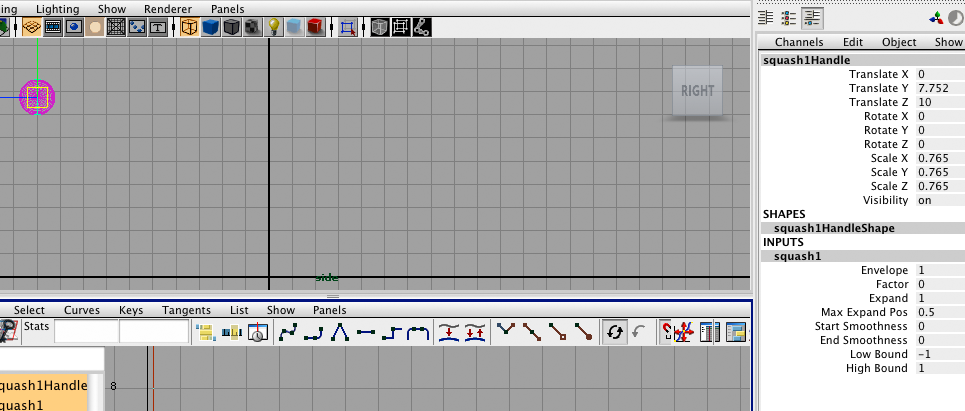 Lighting Show Renderer Panels
RIGHT
side
Select Curves Keys Tangents List Show Panels
Stats
8
Channels Edit Object Show
squash1Handle
Translate X 0
Translate Y 7.752
Translate Z 10
Rotate X 0
Rotate Y 0
Rotate Z 0
Scale X 0.765
Scale Y 0.765
Scale Z 0.765
Visibility on
SHAPES
squash1HandleShape
INPUTS
squash1
Envelope 1
Factor 0
Expand 1
Max Expand Pos 0.5
Start Smoothness 0
End Smoothness 0
Low Bound -1
High Bound 1
quash1Handle
quash1